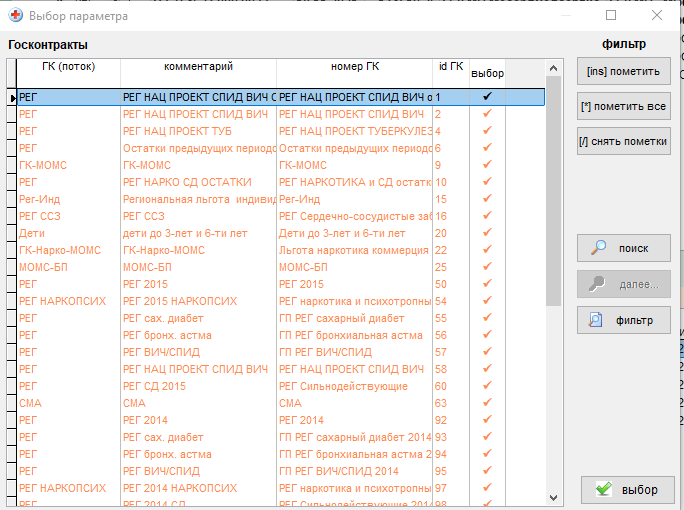 Выбор параметра
Госконтракты
фильтр
ГК (поток) комментарий номер ГК id ГК выбор
РЕГ РЕГ НАЦ ПРОЕКТ СПИД ВИЧ РЕГ НАЦ ПРОЕКТ СПИД ВИЧ о 1 ✔
РЕГ РЕГ НАЦ ПРОЕКТ СПИД ВИЧ РЕГ НАЦ ПРОЕКТ СПИД ВИЧ 2 ✔
РЕГ РЕГ НАЦ ПРОЕКТ ТУБ РЕГ НАЦ ПРОЕКТ ТУБЕРКУЛЕЗ 4 ✔
РЕГ Остатки предыдущих периодо Остатки предыдущих периодо 6 ✔
ГК-МОМС ГК-МОМС ГК-МОМС 9 ✔
РЕГ РЕГ НАРКО СД ОСТАТКИ РЕГ НАРКОТИКА и СД остатк 10 ✔
Рег-Инд Региональная льгота индивид Рег-Инд 15 ✔
РЕГ ССЗ РЕГ ССЗ РЕГ Сердечно-сосудистые заб 16 ✔
Дети дети до 3-лет и 6-ти лет Дети до 3-лет и 6-ти лет 20 ✔
ГК-Нарко-МОМС ГК-Нарко-МОМС Льгота наркотика коммерция 22 ✔
МОМС-БП МОМС-БП МОМС-БП 25 ✔
РЕГ РЕГ 2015 РЕГ 2015 50 ✔
РЕГ НАРКОПСИХ РЕГ 2015 НАРКОПСИХ РЕГ наркотики и психотропны 54 ✔
РЕГ РЕГ сах. диабет ГП РЕГ сахарный диабет 55 ✔
РЕГ РЕГ бронх. астма ГП РЕГ бронхиальная астма 56 ✔
РЕГ РЕГ ВИЧ/СПИД ГП РЕГ ВИЧ/СПИД 57 ✔
РЕГ РЕГ НАЦ ПРОЕКТ ВИЧ РЕГ НАЦ ПРОЕКТ СПИД ВИЧ 58 ✔
РЕГ РЕГ СД 2015 РЕГ Сильнодействующие 60 ✔
СМА СМА СМА 63 ✔
РЕГ РЕГ 2014 РЕГ 2014 92 ✔
РЕГ РЕГ сах. диабет ГП РЕГ сахарный диабет 2014 93 ✔
РЕГ РЕГ бронх. астма ГП РЕГ бронхиальная астма 2 94 ✔
РЕГ РЕГ ВИЧ/СПИД ГП РЕГ ВИЧ/СПИД 2014 95 ✔
РЕГ НАРКОПСИХ РЕГ 2014 НАРКОПСИХ РЕГ наркотики и психотропны 97 ✔
РЕГ РЕГ 2014 СД РЕГ Сильнодействующие 2014 98 ✔
[ins] пометить
[*] пометить все
[/] снять пометки
поиск
далее...
фильтр
выбор